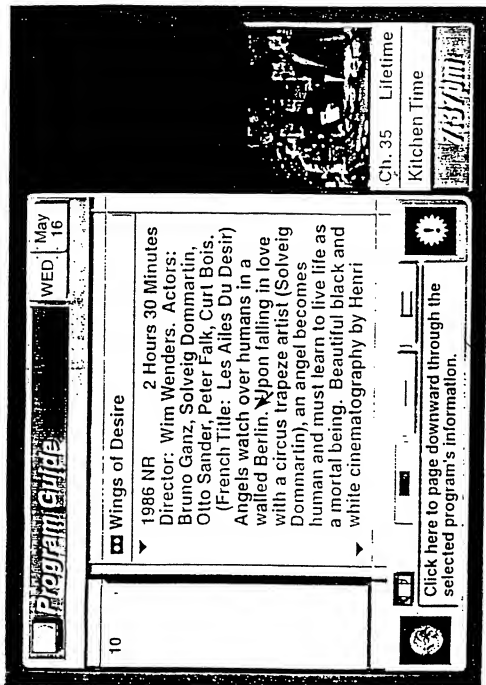 Program Guide
WED
May
16
10
Wings of Desire
1986 NR 2 Hours 30 Minutes
Director: Wim Wenders. Actors:
Bruno Ganz, Solveig Dommartin,
Otto Sander, Peter Falk, Curt Bois.
(French Title: Les Ailes Du Desir)
Angels watch over humans in a
walled Berlin. Upon falling in love
with a circus trapeze artist (Solveig
Dommartin), an angel becomes
human and must learn to live life as
a mortal being. Beautiful black and
white cinematography by Henri
Click here to page downward through the
selected program's information.
Ch. 35 Lifetime
Kitchen Time
7:37pm